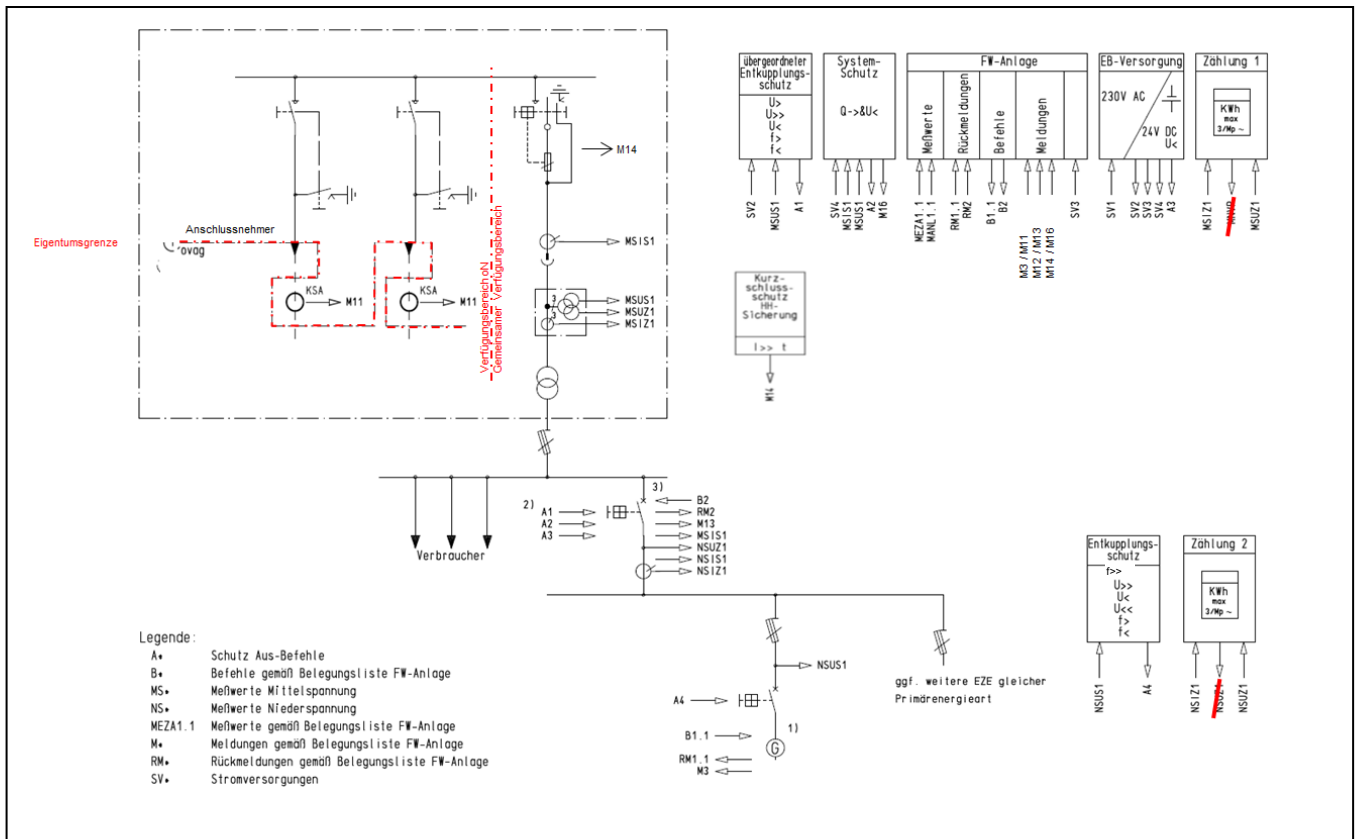 M14
MSIS1
Eigentumsgrenze
Anschlussnehmer
ovag
KSA
M11
KSA
M11
Verfügungsbereich oN
Gemeinsamer Verfügungsbereich
3
3
MSUS1
MSUZ1
MSIZ1
übergeordneter
Entkupplungs-
schutz
U>
U>>
U<
f>
f<
SV2
MSUS1
A1
System-
Schutz
Q->&U<
SV4
MSIS1
MSUS1
A2
M16
FW-Anlage
Meßwerte
Rückmeldungen
Befehle
Meldungen
MEZA1.1
MANL1.1
RM1.1
RM2
B1.1
B2
M3 / M11
M12 / M13
M14 / M16
SV3
EB-Versorgung
230V AC
24V DC
U<
SV1
SV2
SV3
SV4
A3
Zählung 1
KWh
max
3/Mp ~
MSIZ1
MSUZ1
Kurz-
schluss-
schutz
HH-
Sicherung
I>> t
M14
2)
3)
A1
A2
A3
B2
RM2
M13
MSIS1
NSUZ1
NSIS1
NSIZ1
Verbraucher
NSUS1
A4
1)
B1.1
G
RM1.1
M3
ggf. weitere EZE gleicher
Primärenergieart
Entkupplungs-
schutz
f>>
U>>
U<
U<<
f>
f<
NSUS1
A4
Zählung 2
KWh
max
3/Mp ~
NSIZ1
NSUZ1
NSUZ1
Legende:
A* Schutz Aus-Befehle
B* Befehle gemäß Belegungsliste FW-Anlage
MS* Meßwerte Mittelspannung
NS* Meßwerte Niederspannung
MEZA1.1 Meßwerte gemäß Belegungsliste FW-Anlage
M* Meldungen gemäß Belegungsliste FW-Anlage
RM* Rückmeldungen gemäß Belegungsliste FW-Anlage
SV* Stromversorgungen